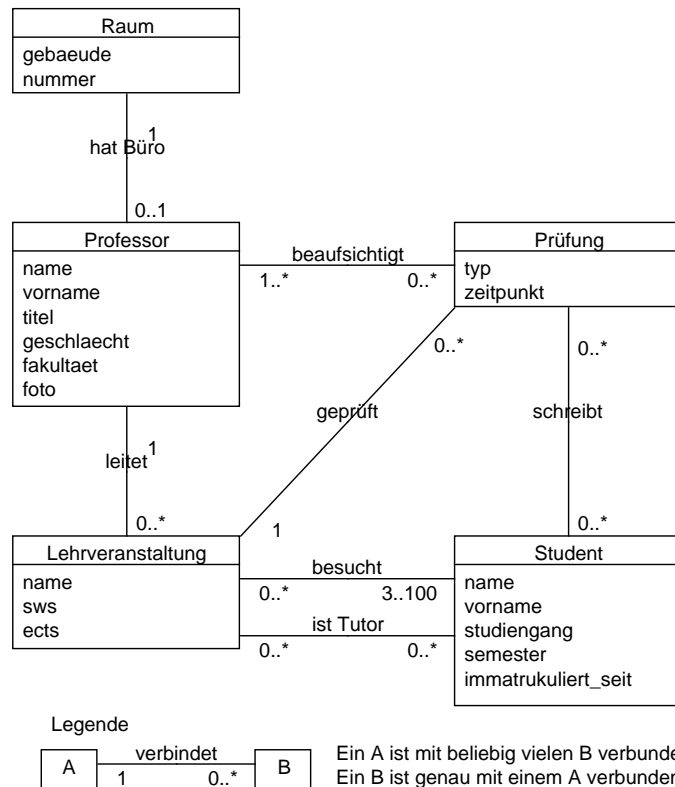 Raum
gebaeude
nummer
1
hat Büro
0..1
Professor
name
vorname
titel
geschlaecht
fakultaet
foto
beaufsichtigt
1..*
0..*
Prüfung
typ
zeitpunkt
0..*
0..*
geprüft
schreibt
1
leitet
0..*
1
0..*
Lehrveranstaltung
name
sws
ects
besucht
0..*
3..100
ist Tutor
0..*
0..*
Student
name
vorname
studiengang
semester
immatrukuliert_seit
Legende
A
verbindet
1
0..*
B
Ein A ist mit beliebig vielen B verbunde
Ein B ist genau mit einem A verbunden